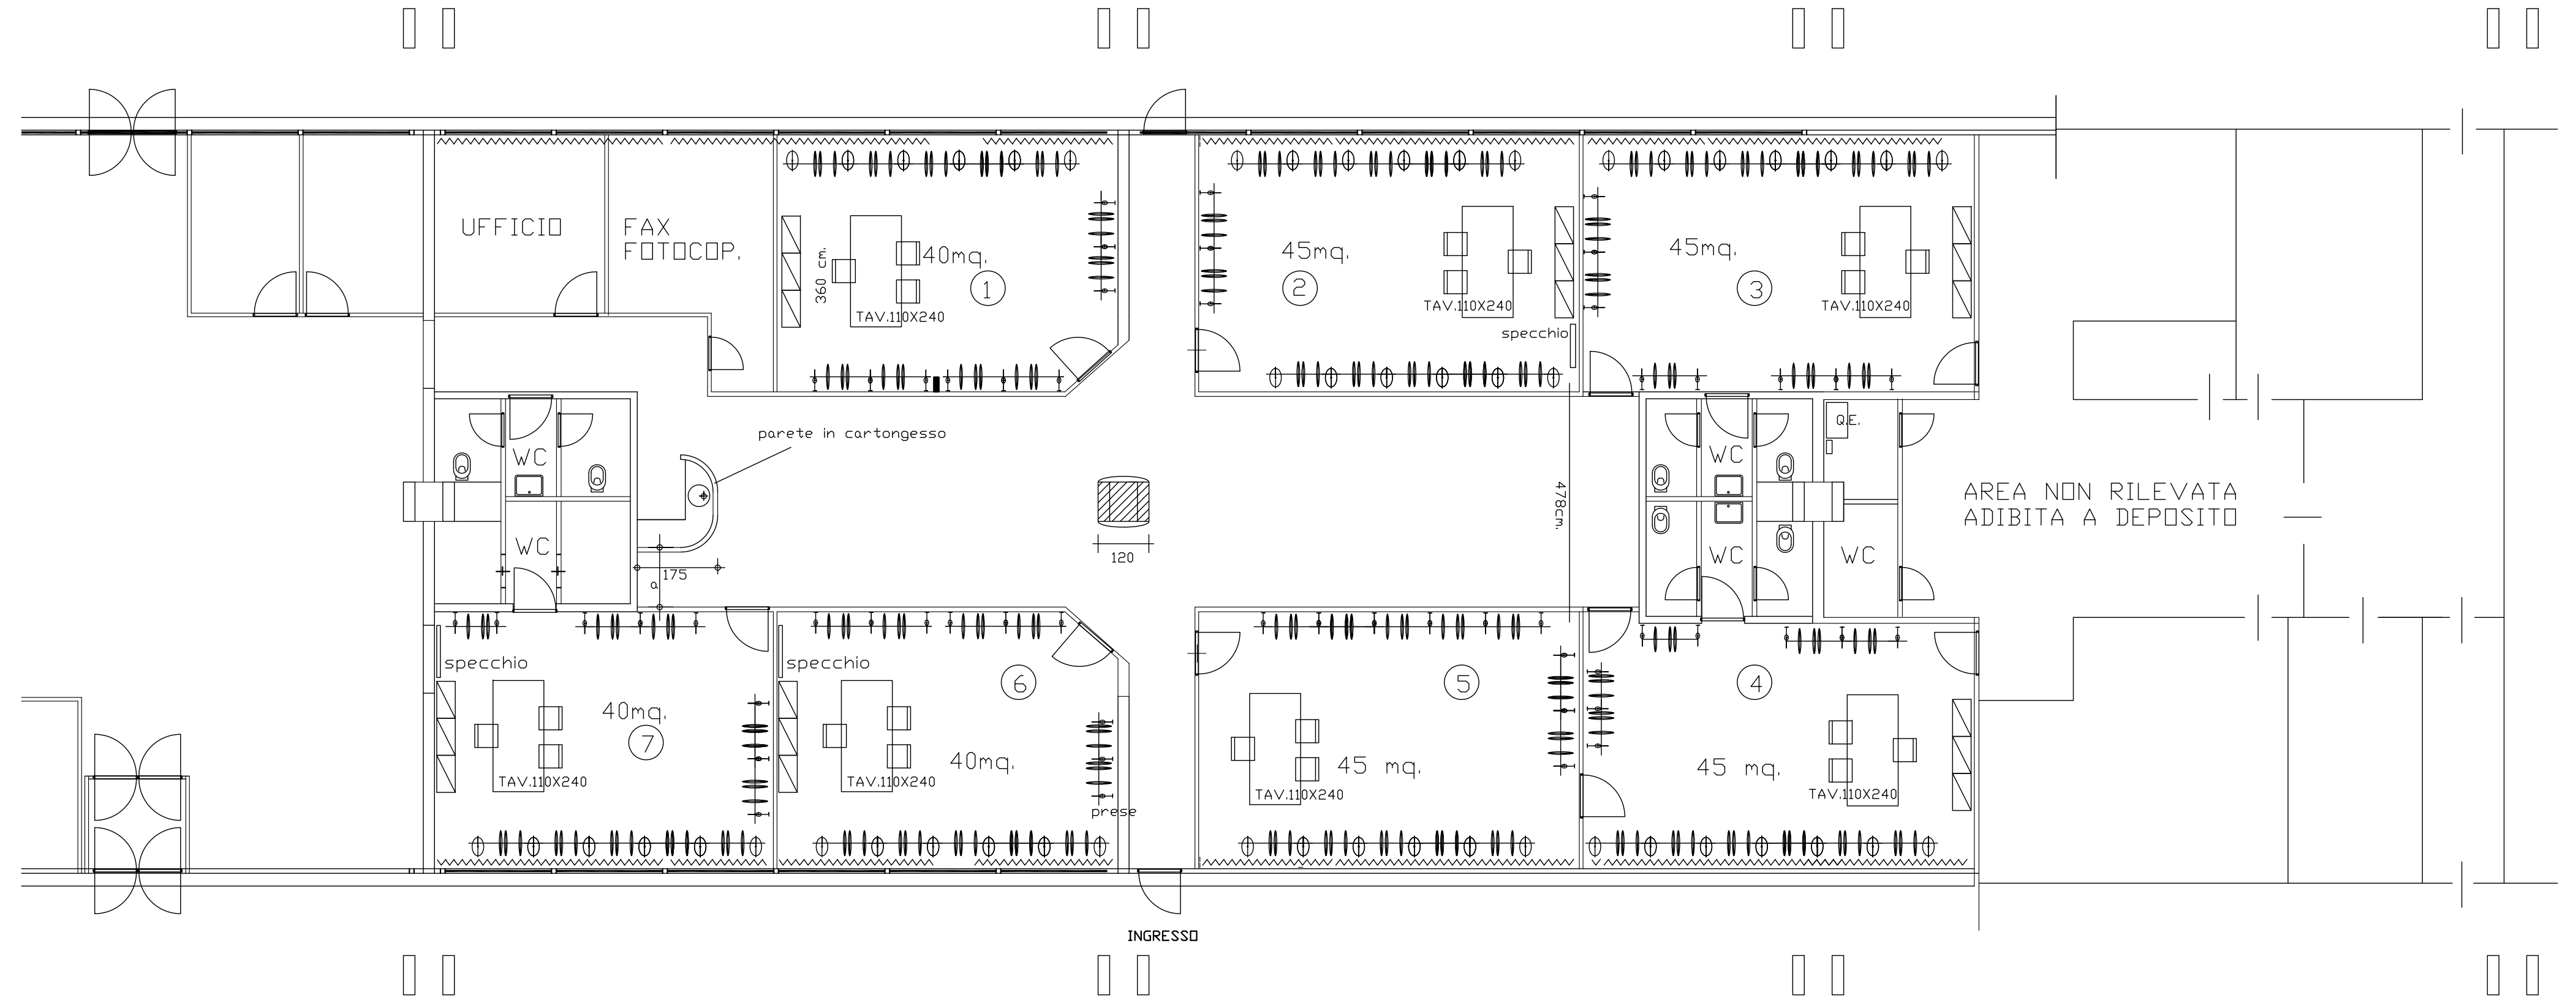 UFFICIO
FAX
FOTOCOP.
360 cm.
40mq.
1
TAV.110X240
45mq.
2
TAV.110X240
specchio
45mq.
3
TAV.110X240
parete in cartongesso
WC
WC
175
a
120
478cm.
WC
WC
Q.E.
WC
AREA NON RILEVATA
ADIBITA A DEPOSITO
specchio
40mq.
7
TAV.110X240
specchio
6
40mq.
TAV.110X240
prese
5
45 mq.
TAV.110X240
4
45 mq.
TAV.110X240
INGRESSO